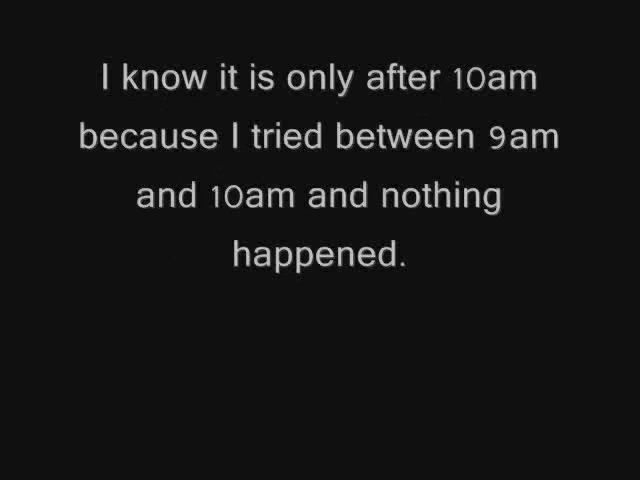 I know it is only after 10am
because I tried between 9am
and 10am and nothing
happened.